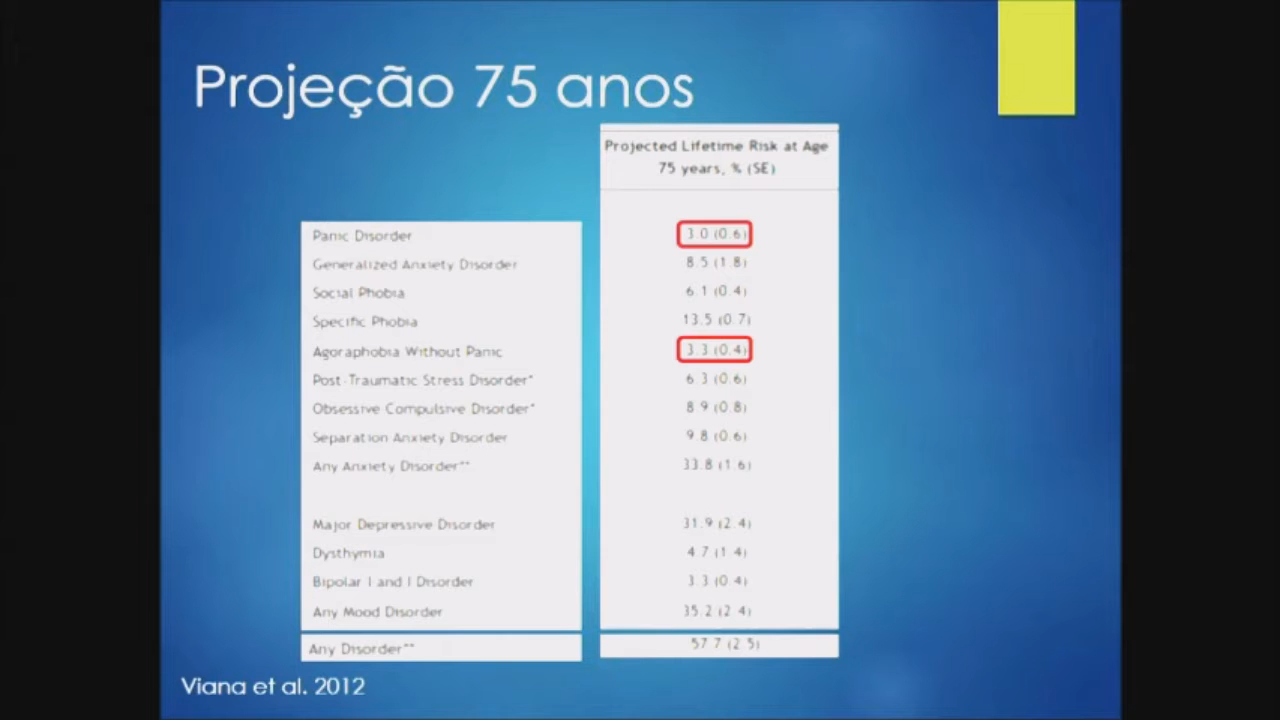 Projeção 75 anos
Projected Lifetime Risk at Age
75 years, % (SE)
Panic Disorder 3.0 (0.6)
Generalized Anxiety Disorder 8.5 (1.8)
Social Phobia 6.1 (0.4)
Specific Phobia 13.5 (0.7)
Agoraphobia Without Panic 3.3 (0.4)
Post-Traumatic Stress Disorder* 6.3 (0.6)
Obsessive Compulsive Disorder* 8.9 (0.8)
Separation Anxiety Disorder 9.8 (0.6)
Any Anxiety Disorder** 33.8 (1.6)
Major Depressive Disorder 31.9 (2.4)
Dysthymia 4.7 (1.4)
Bipolar I and I Disorder 3.3 (0.4)
Any Mood Disorder 35.2 (2.4)
Any Disorder** 57.7 (2.5)
Viana et al. 2012